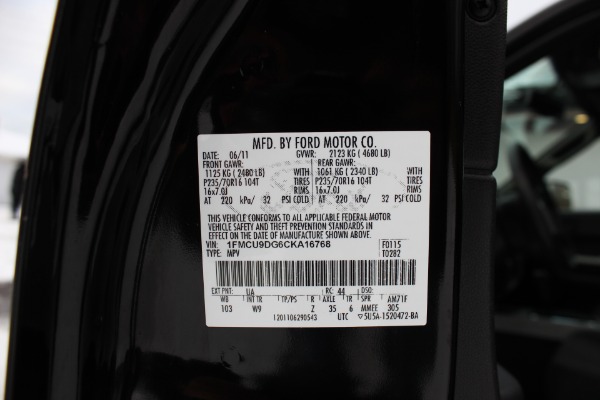 MFD. BY FORD MOTOR CO.
DATE: 06/11 GVWR: 2123 KG ( 4680 LB)
FRONT GAWR: REAR GAWR:
1125 KG ( 2480 LB) WITH 1061 KG ( 2340 LB) WITH
P235/70R16 104T TIRES P235/70R16 104T TIRES
16x7.0J RIMS 16x7.0J RIMS
AT 220 kPa/ 32 PSI COLD AT 220 kPa/ 32 PSI COLD
THIS VEHICLE CONFORMS TO ALL APPLICABLE FEDERAL MOTOR
VEHICLE SAFETY AND THEFT PREVENTION STANDARDS IN
EFFECT ON THE DATE OF MANUFACTURE SHOWN ABOVE.
VIN: 1FMCU9DG6CKA16768 F0115
TYPE: MPV T0282
EXT PNT: UA RC: 44 DSO:
WB INT TR TP/PS R AXLE TR SPR AM71F
103 W9 Z 35 6 MMEE 305
1201106290543 UTC 5U5A-1520472-BA